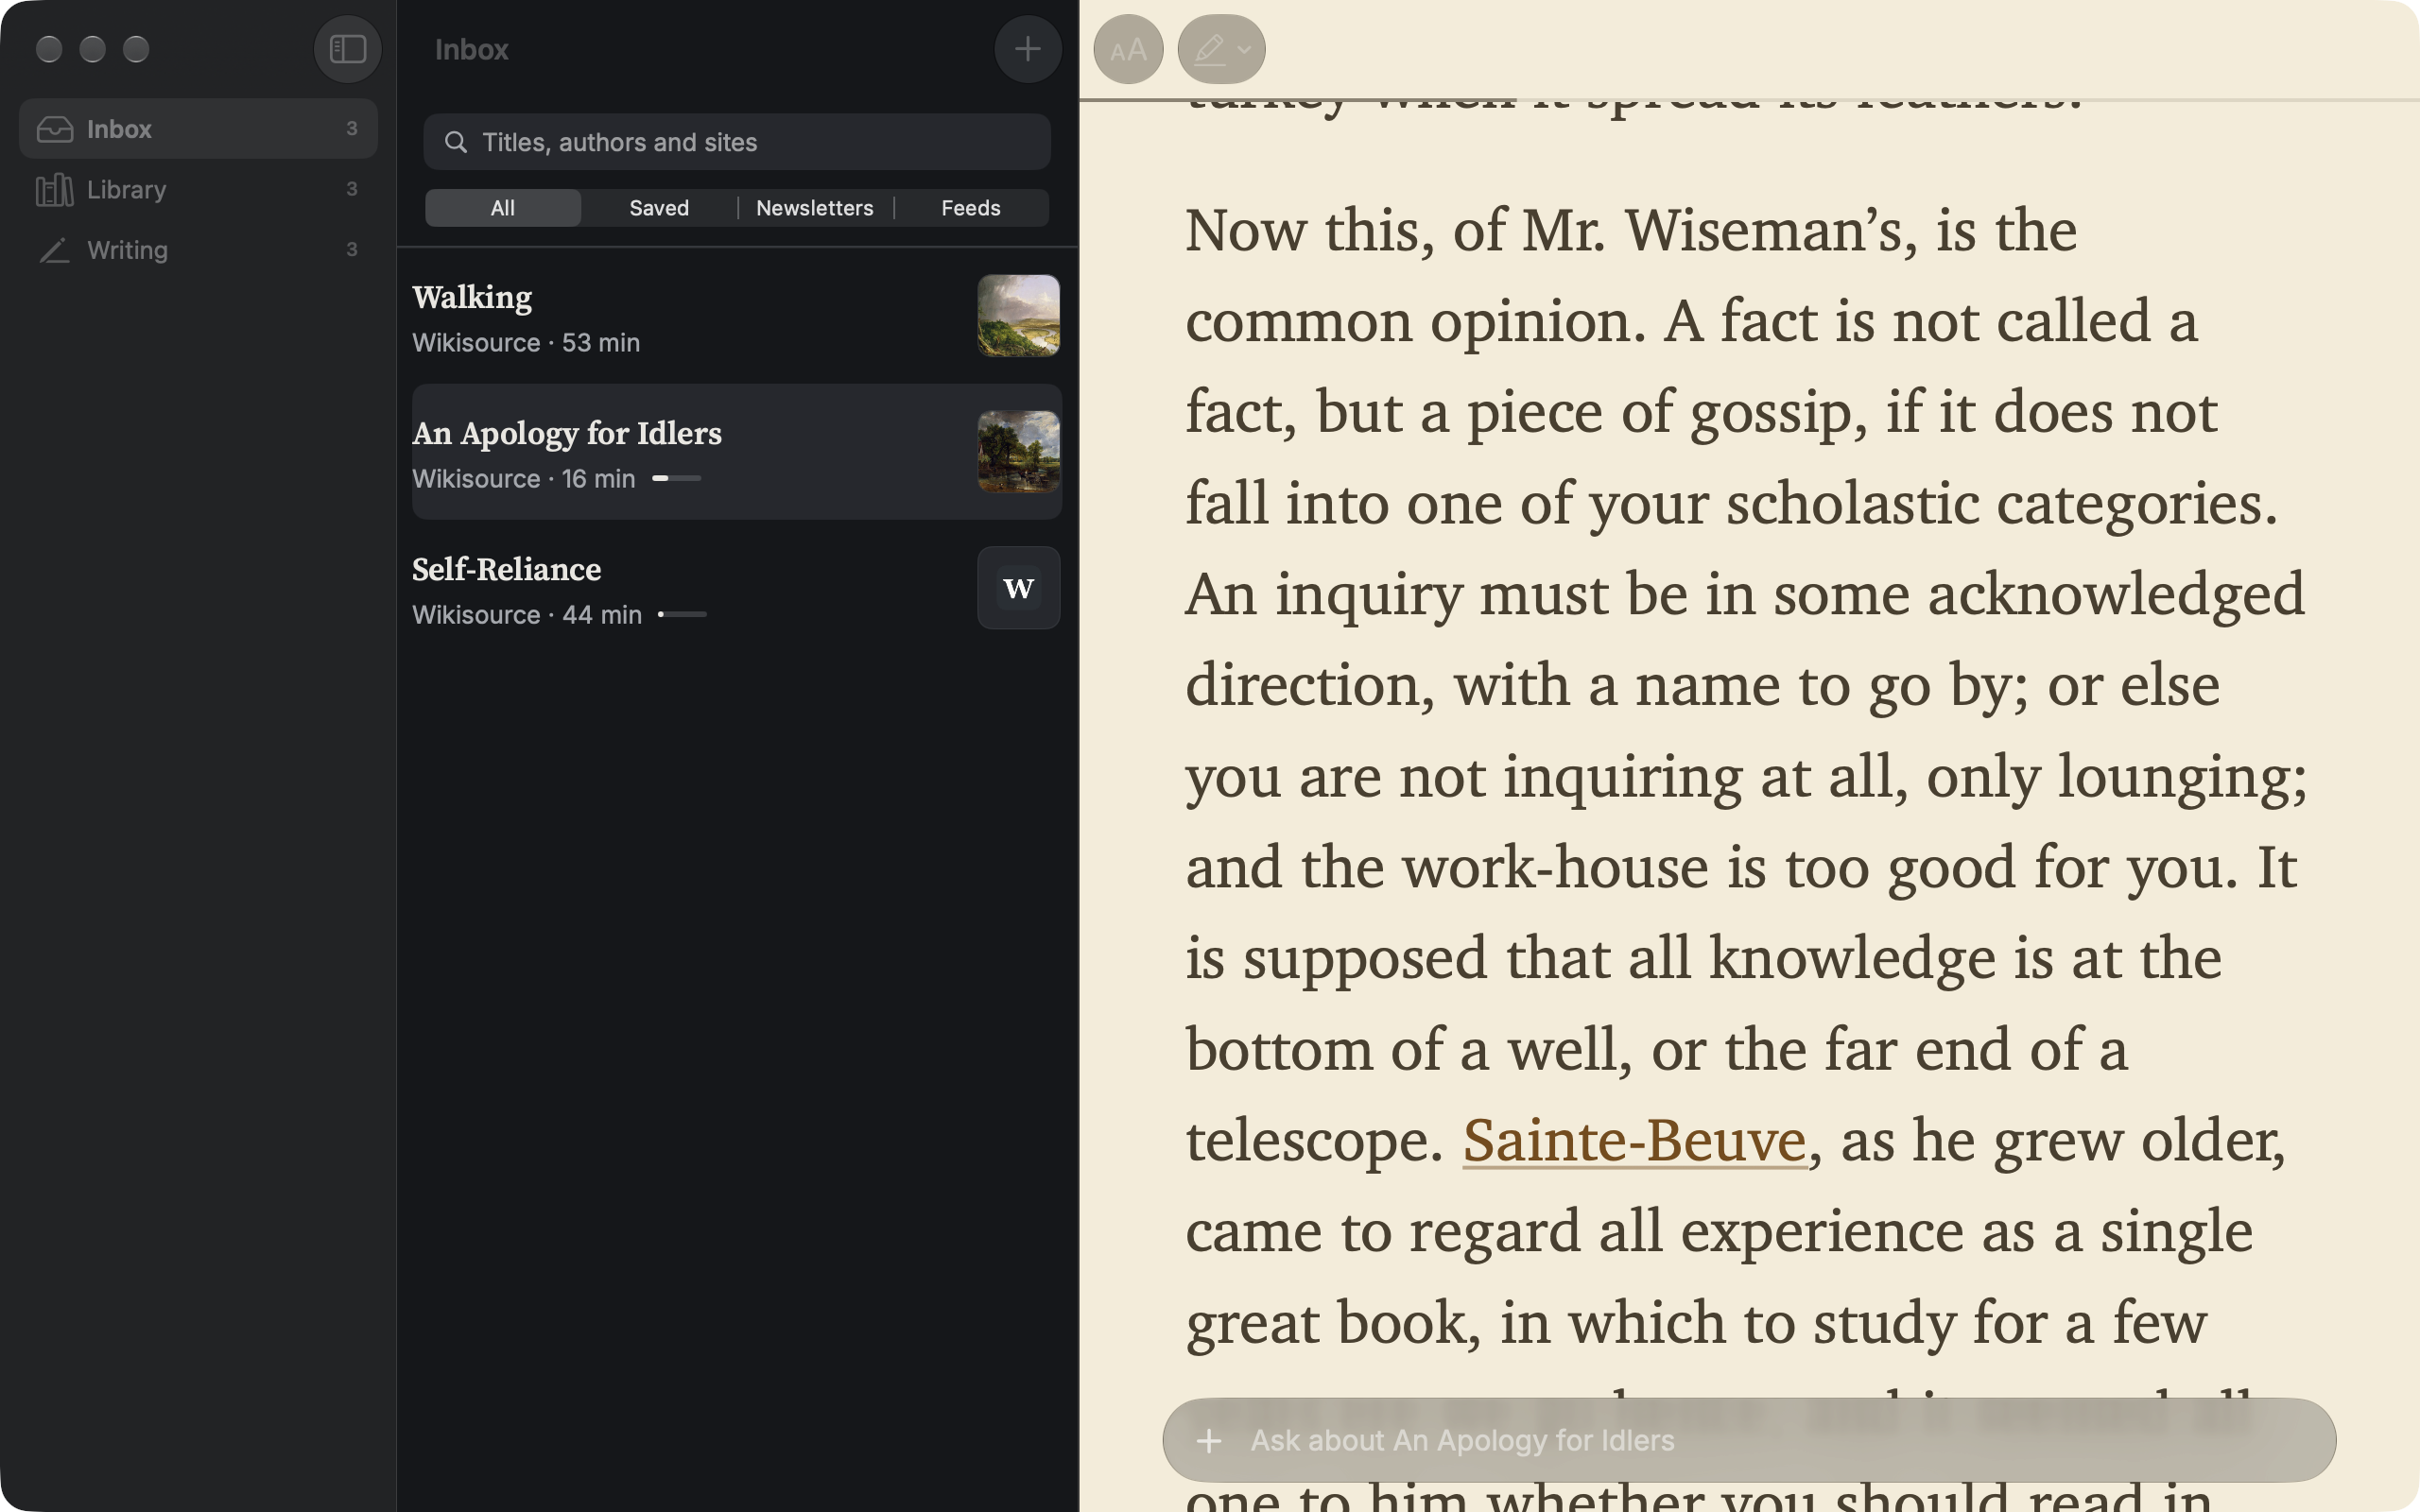 Inbox
3
Library
3
Writing
3
Inbox
Titles, authors and sites
All
Saved
Newsletters
Feeds
Walking
Wikisource · 53 min
An Apology for Idlers
Wikisource · 16 min
Self-Reliance
Wikisource · 44 min
W
AA
turkey when it spread its feathers.
Now this, of Mr. Wiseman’s, is the
common opinion. A fact is not called a
fact, but a piece of gossip, if it does not
fall into one of your scholastic categories.
An inquiry must be in some acknowledged
direction, with a name to go by; or else
you are not inquiring at all, only lounging;
and the work-house is too good for you. It
is supposed that all knowledge is at the
bottom of a well, or the far end of a
telescope. Sainte-Beuve, as he grew older,
came to regard all experience as a single
great book, in which to study for a few
Ask about An Apology for Idlers
one to him whether you should read in